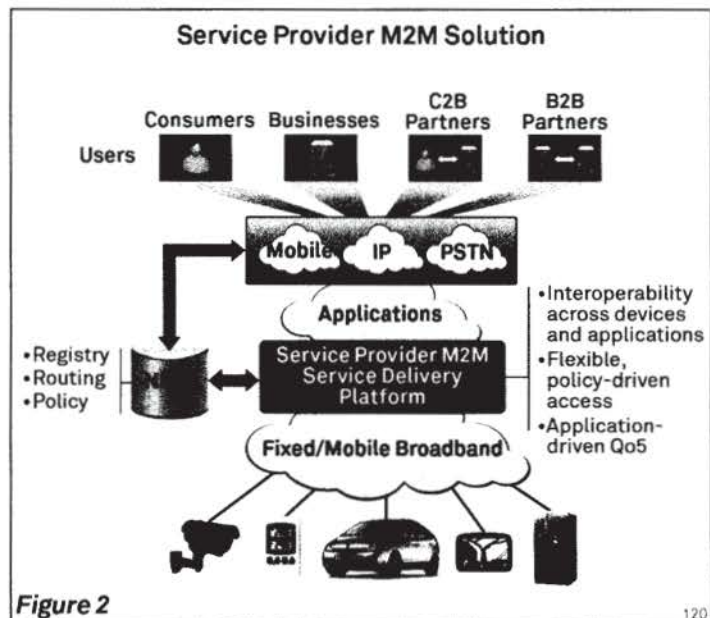 Service Provider M2M Solution
C2B
B2B
Consumers Businesses Partners Partners
Users
Mobile IP PSTN
Applications
•Interoperability
across devices
and applications
•Flexible,
policy-driven
access
•Application-
driven Qo5
•Registry
•Routing
•Policy
Service Provider M2M
Service Delivery
Platform
Fixed/Mobile Broadband
Figure 2
120